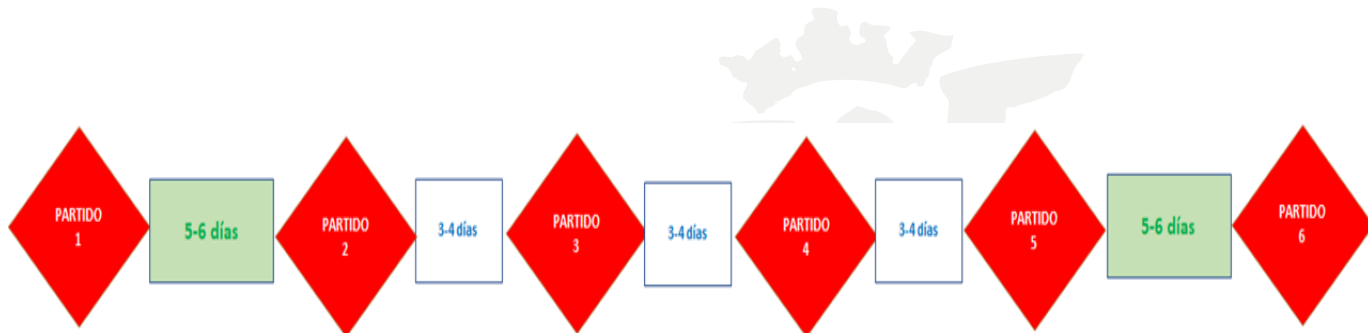 PARTIDO
1
5-6 días
PARTIDO
2
3-4 días
PARTIDO
3
3-4 días
PARTIDO
4
3-4 días
PARTIDO
5
5-6 días
PARTIDO
6